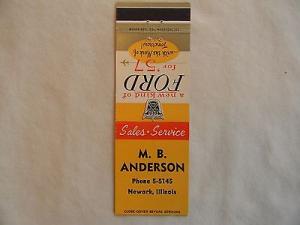 a new kind of
FORD
for '57
Sales · Service
M. B.
ANDERSON
Phone 5-5145
Newark, Illinois
CLOSE COVER BEFORE STRIKING